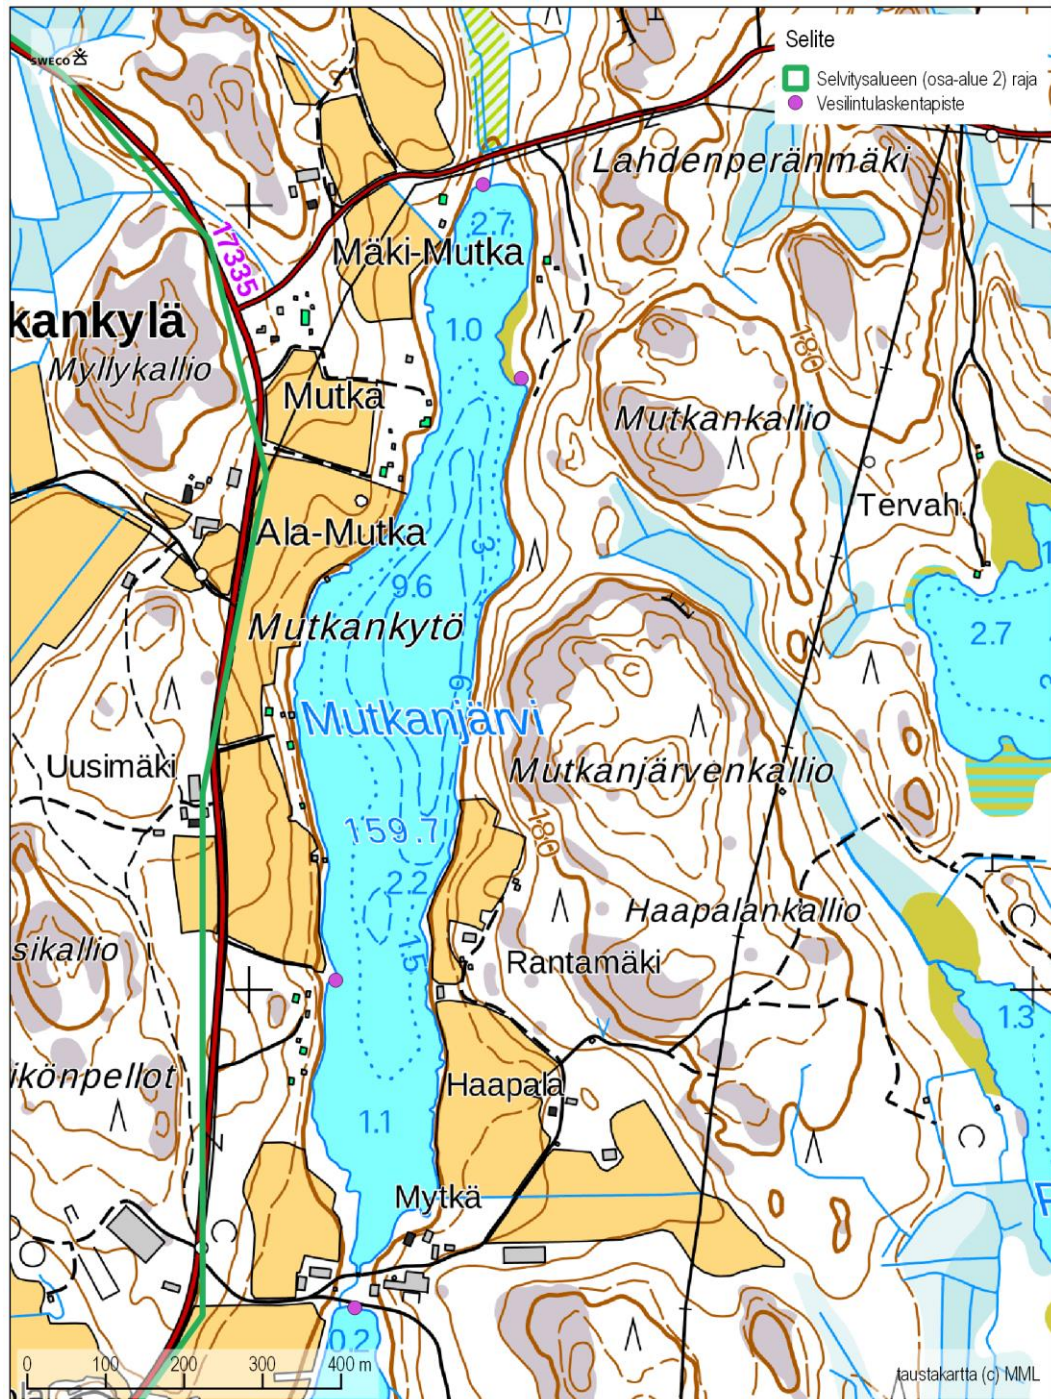 SWECO
Selite
Selvitysalueen (osa-alue 2) raja
Vesilintulaskentapiste
Lahdenperänmäki
2.7
17335
Mäki-Mutka
1.0
kankylä
180
Myllykallio
Mutka
Mutkankallio
Tervah.
Ala-Mutka
3
9.6
Mutkankytö
2.7
6
Mutkanjärvi
Uusimäki
Mutkanjärvenkallio
159.7
180
2.2
Haapalankallio
sikallio
15
Rantamäki
1.3
ikönpellot
Haapala
1.1
Mytkä
0.2
0 100 200 300 400 m
taustakartta (c) MML